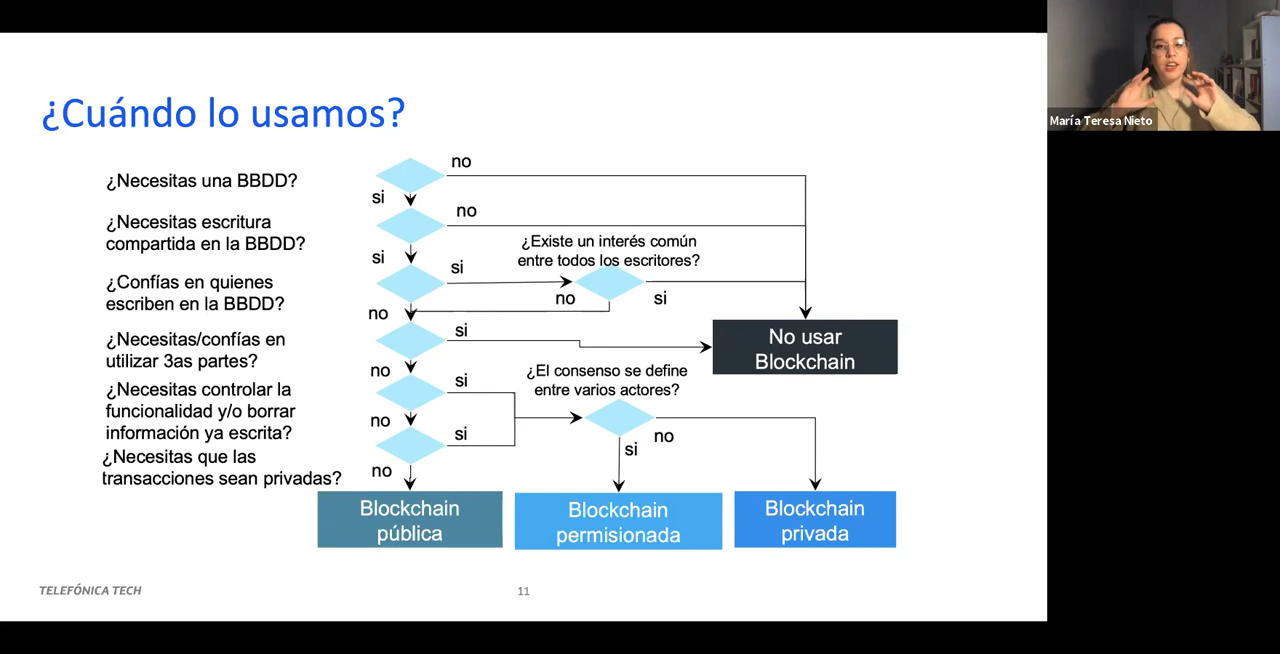 ¿Cuándo lo usamos?
María Teresa Nieto
¿Necesitas una BBDD?
no
si
¿Necesitas escritura
compartida en la BBDD?
no
si
¿Confías en quienes
escriben en la BBDD?
si
no
¿Existe un interés común
entre todos los escritores?
no
si
¿Necesitas/confías en
utilizar 3as partes?
si
no
No usar
Blockchain
¿Necesitas controlar la
funcionalidad y/o borrar
información ya escrita?
si
no
¿El consenso se define
entre varios actores?
no
si
¿Necesitas que las
transacciones sean privadas?
si
no
Blockchain
pública
Blockchain
permisionada
Blockchain
privada
TELEFÓNICA TECH
11